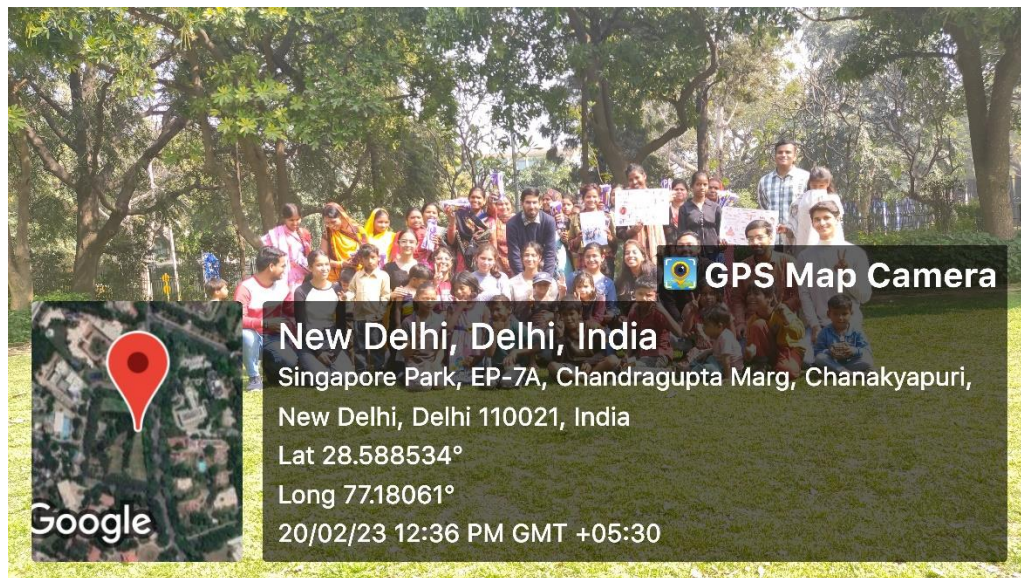 GPS Map Camera
New Delhi, Delhi, India
Singapore Park, EP-7A, Chandragupta Marg, Chanakyapuri,
New Delhi, Delhi 110021, India
Lat 28.588534°
Long 77.18061°
20/02/23 12:36 PM GMT +05:30
Google